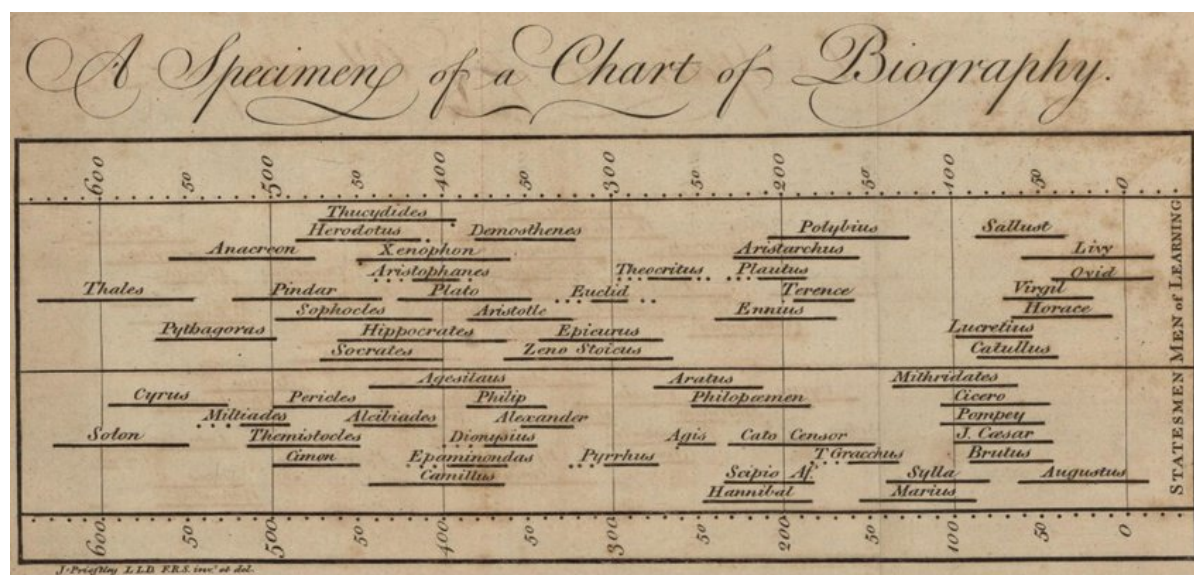 A Specimen of a Chart of Biography.
600 50 500 50 400 50 300 50 200 50 100 50 0
Thucydides
Herodotus Demosthenes Polybius Sallust
Anacreon Xenophon Aristarchus Livy
Aristophanes Theocritus Plautus Ovid
Thales Pindar Plato Euclid Terence Virgil
Sophocles Aristotle Ennius Horace
Pythagoras Hippocrates Epicurus Lucretius
Socrates Zeno Stoicus Catullus
MEN of LEARNING
Agesilaus Aratus Mithridates
Cyrus Pericles Philip Philopœmen Cicero
Miltiades Alcibiades Alexander Pompey
Solon Themistocles Dionysius Agis Cato Censor J. Cæsar
Cimon Epaminondas Pyrrhus T Gracchus Brutus
Camillus Scipio Af. Sylla Augustus
Hannibal Marius
STATESMEN
600 50 500 50 400 50 300 50 200 50 100 50 0
J. Priestley L.L.D. F.R.S. inv.t et del.